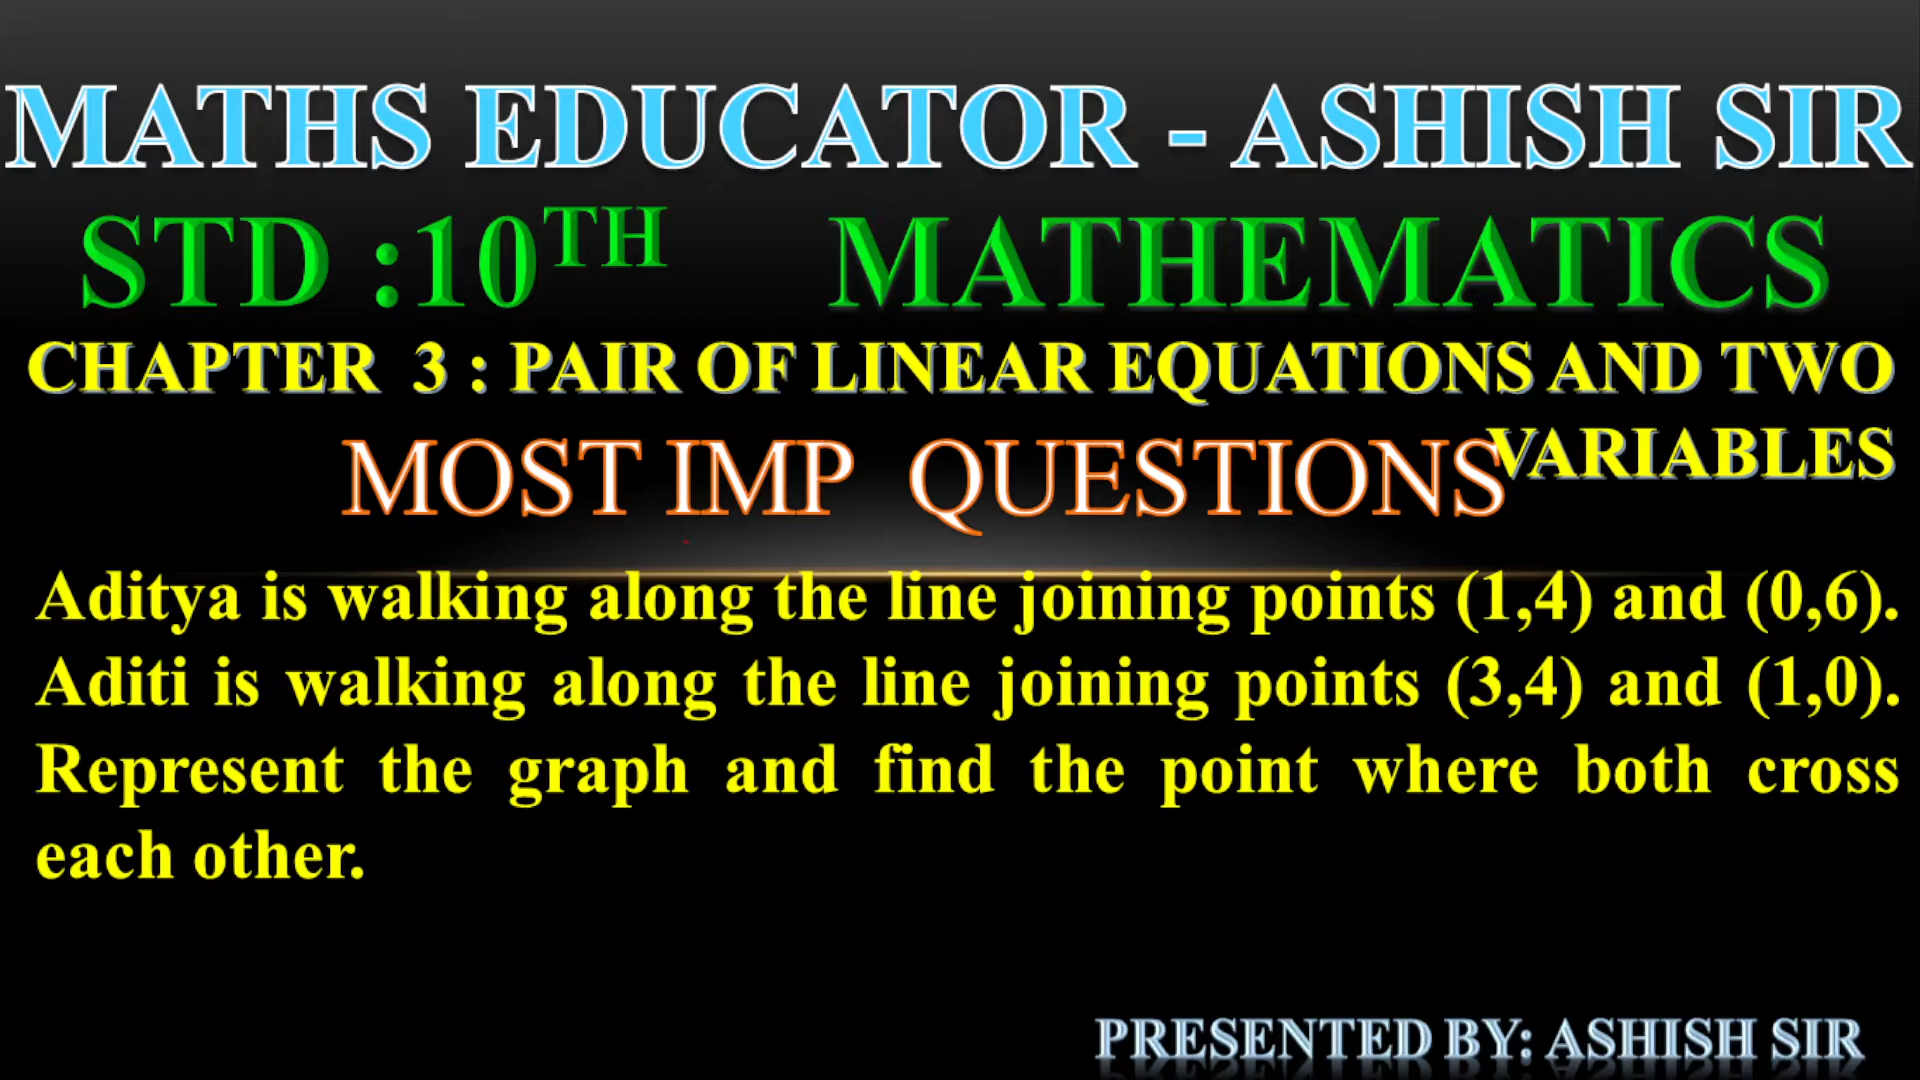 MATHS EDUCATOR - ASHISH SIR
STD :10TH MATHEMATICS
CHAPTER 3 : PAIR OF LINEAR EQUATIONS AND TWO
VARIABLES
MOST IMP QUESTIONS
Aditya is walking along the line joining points (1,4) and (0,6).
Aditi is walking along the line joining points (3,4) and (1,0).
Represent the graph and find the point where both cross
each other.
PRESENTED BY: ASHISH SIR